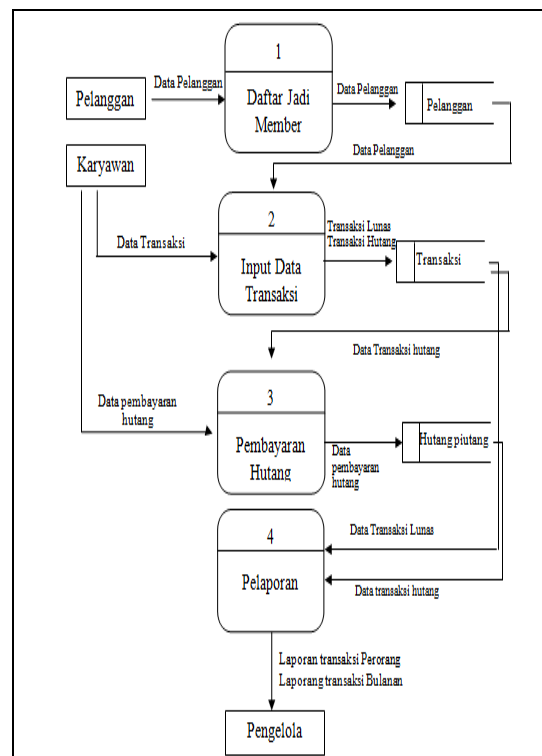 1
Data Pelanggan
Pelanggan
Daftar Jadi
Member
Data Pelanggan
Pelanggan
Data Pelanggan
Karyawan
2
Data Transaksi
Input Data
Transaksi
Transaksi Lunas
Transaksi Hutang
Transaksi
Data Transaksi hutang
3
Data pembayaran
hutang
Pembayaran
Hutang
Data
pembayaran
hutang
Hutang piutang
4
Data Transaksi Lunas
Pelaporan
Data transaksi hutang
Laporan transaksi Perorang
Laporang transaksi Bulanan
Pengelola